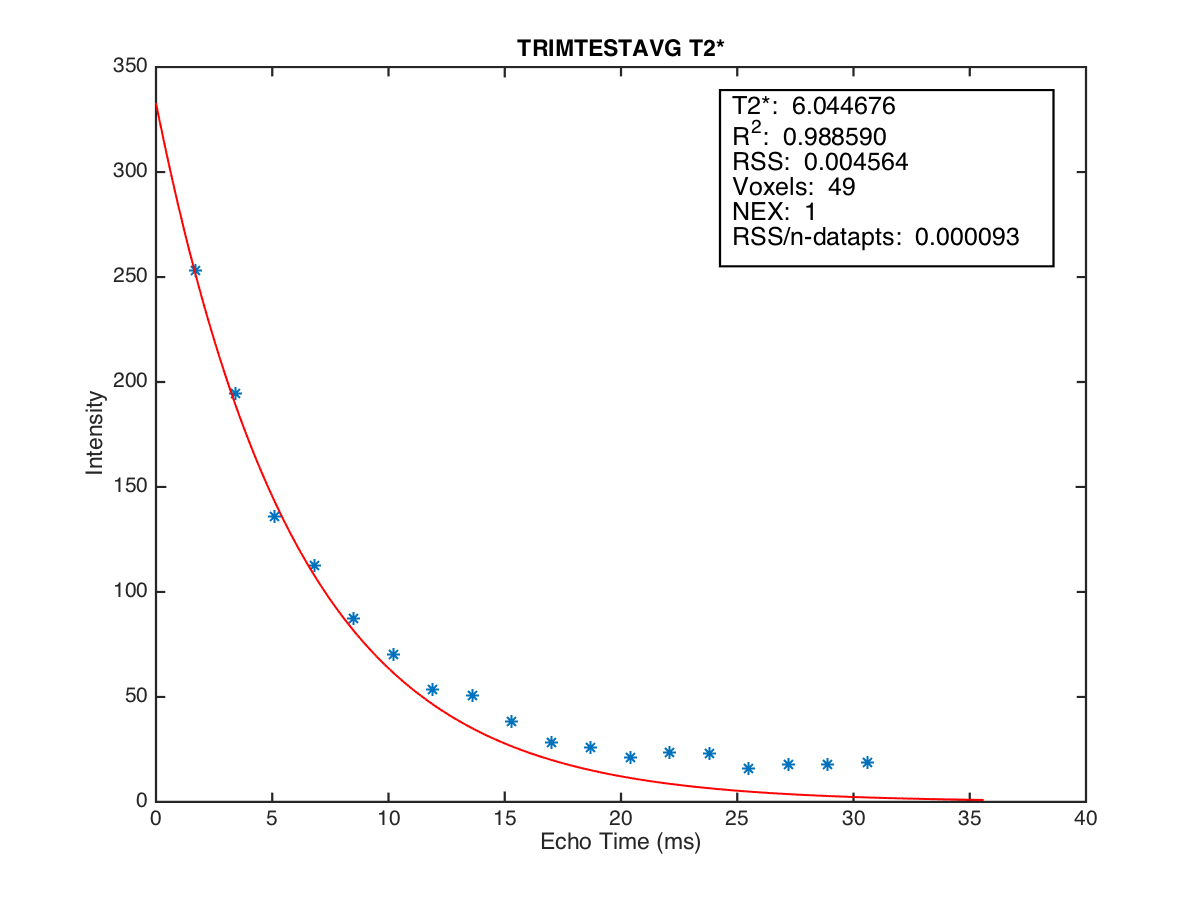 TRIMTESTAVG T2*
350
300
250
200
150
100
50
0
Intensity
T2*: 6.044676
R²: 0.988590
RSS: 0.004564
Voxels: 49
NEX: 1
RSS/n-datapts: 0.000093
0 5 10 15 20 25 30 35 40
Echo Time (ms)